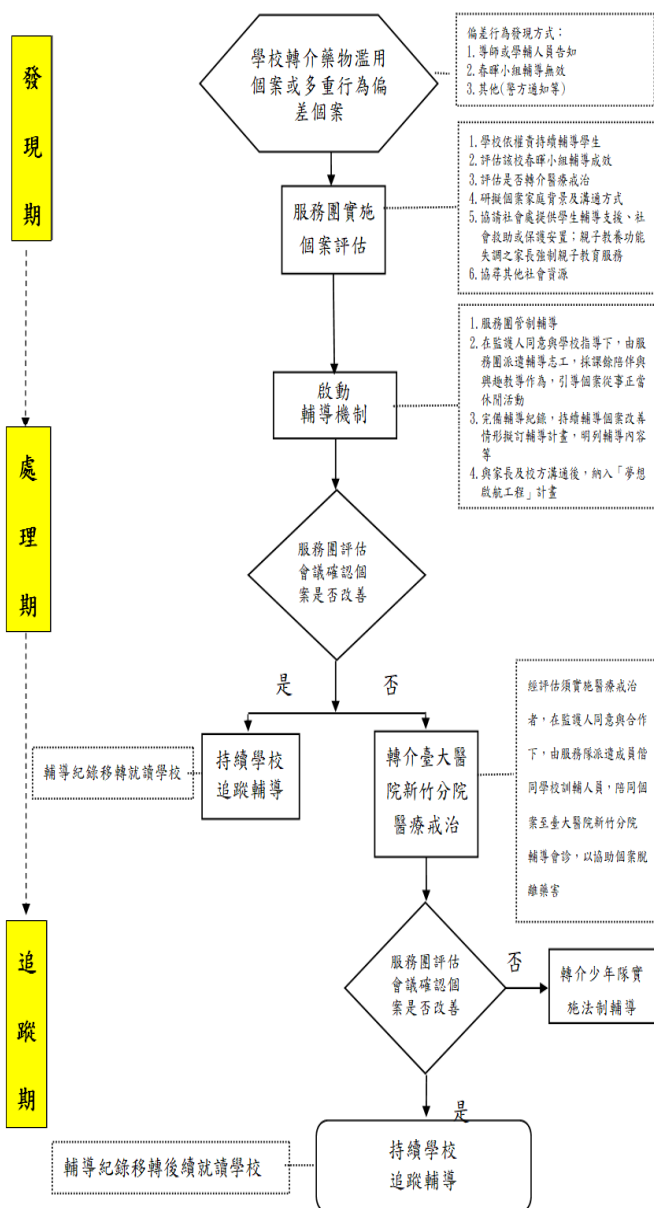 發
現
期
學校轉介藥物濫用
個案或多重行為偏
差個案
偏差行為發現方式：
1.導師或學輔人員告知
2.春暉小組輔導無效
3.其他(警方通知等)
服務團實施
個案評估
1.學校依權責持續輔導學生
2.評估該校春暉小組輔導成效
3.評估是否轉介醫療戒治
4.研擬個案家庭背景及溝通方式
5.協請社會處提供學生輔導支援、社
會救助或保護安置；親子教養功能
失調之家長強制親子教育服務
6.協尋其他社會資源
啟動
輔導機制
1.服務團管制輔導
2.在監護人同意與學校指導下，由服
務團派遣輔導志工，採課餘陪伴與
興趣教導作為，引導個案從事正當
休閒活動
3.完備輔導紀錄，持續輔導個案改善
情形擬訂輔導計畫，明列輔導內容
等
4.與家長及校方溝通後，納入「夢想
啟航工程」計畫
處
理
期
服務團評估
會議確認個
案是否改善
是
否
輔導紀錄移轉就讀學校
持續學校
追蹤輔導
轉介臺大醫
院新竹分院
醫療戒治
經評估須實施醫療戒治
者，在監護人同意與合作
下，由服務隊派遣成員偕
同學校訓輔人員，陪同個
案至臺大醫院新竹分院
輔導會診，以協助個案脫
離藥害
追
蹤
期
服務團評估
會議確認個
案是否改善
否
轉介少年隊實
施法制輔導
是
輔導紀錄移轉後續就讀學校
持續學校
追蹤輔導